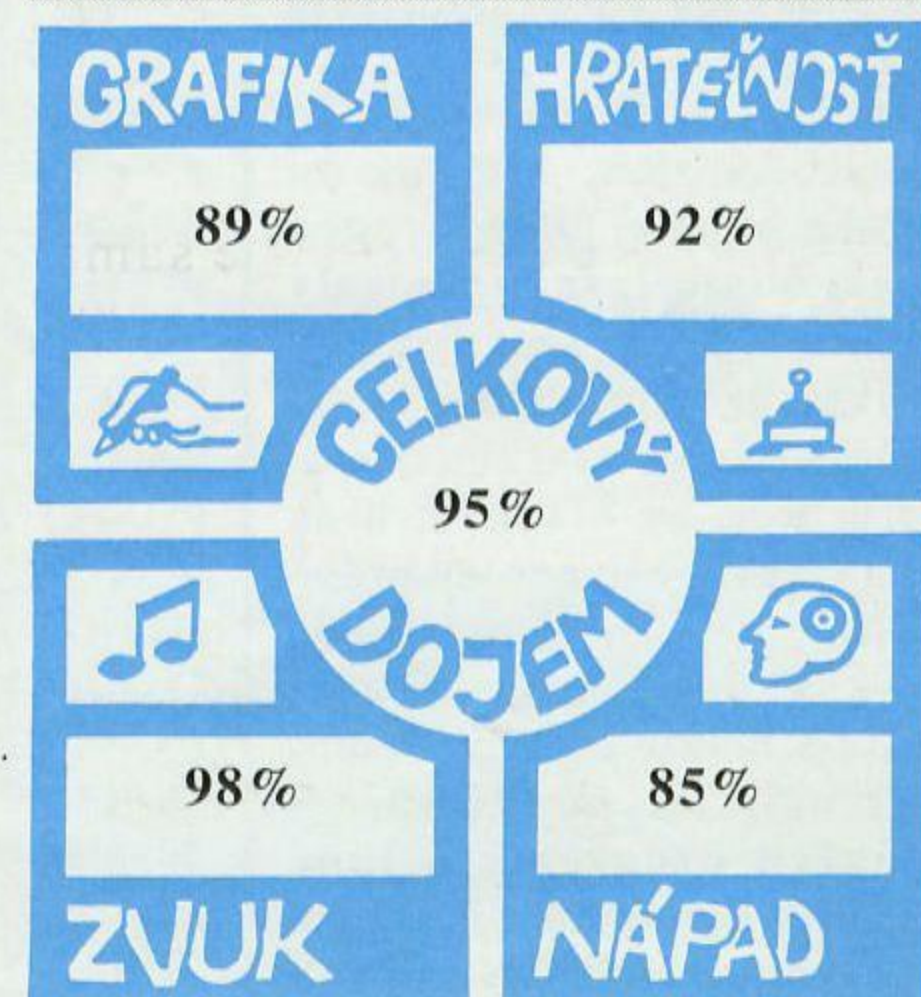 GRAFIKA
89%
HRATEĽNOSŤ
92%
CELKOVÝ
95%
DOJEM
98%
ZVUK
85%
NÁPAD